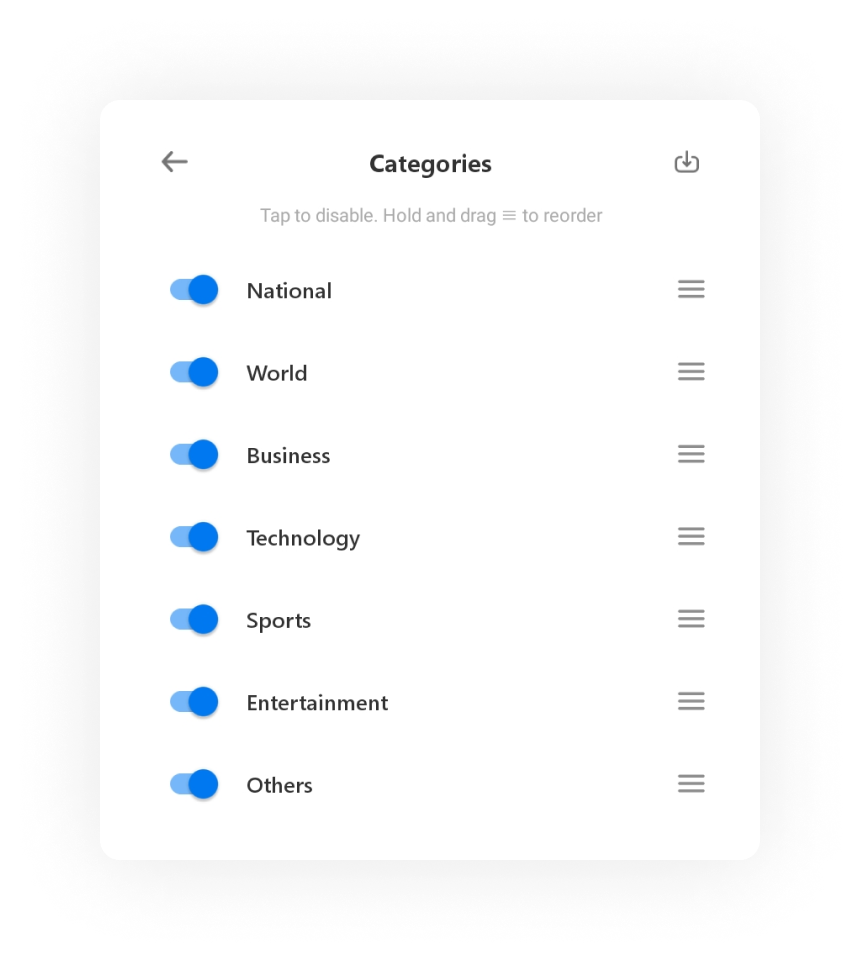 Categories
Tap to disable. Hold and drag ≡ to reorder
National
World
Business
Technology
Sports
Entertainment
Others